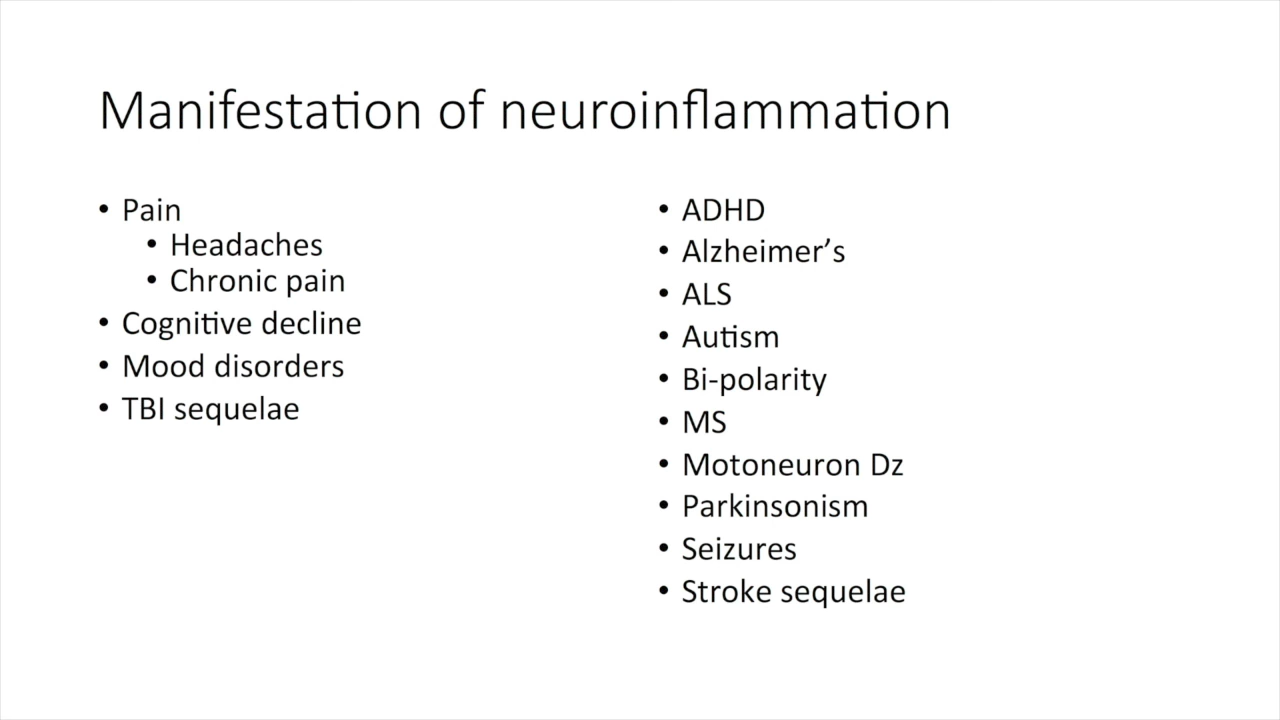 Manifestation of neuroinflammation
• Pain
• Headaches
• Chronic pain
• Cognitive decline
• Mood disorders
• TBI sequelae
• ADHD
• Alzheimer’s
• ALS
• Autism
• Bi-polarity
• MS
• Motoneuron Dz
• Parkinsonism
• Seizures
• Stroke sequelae